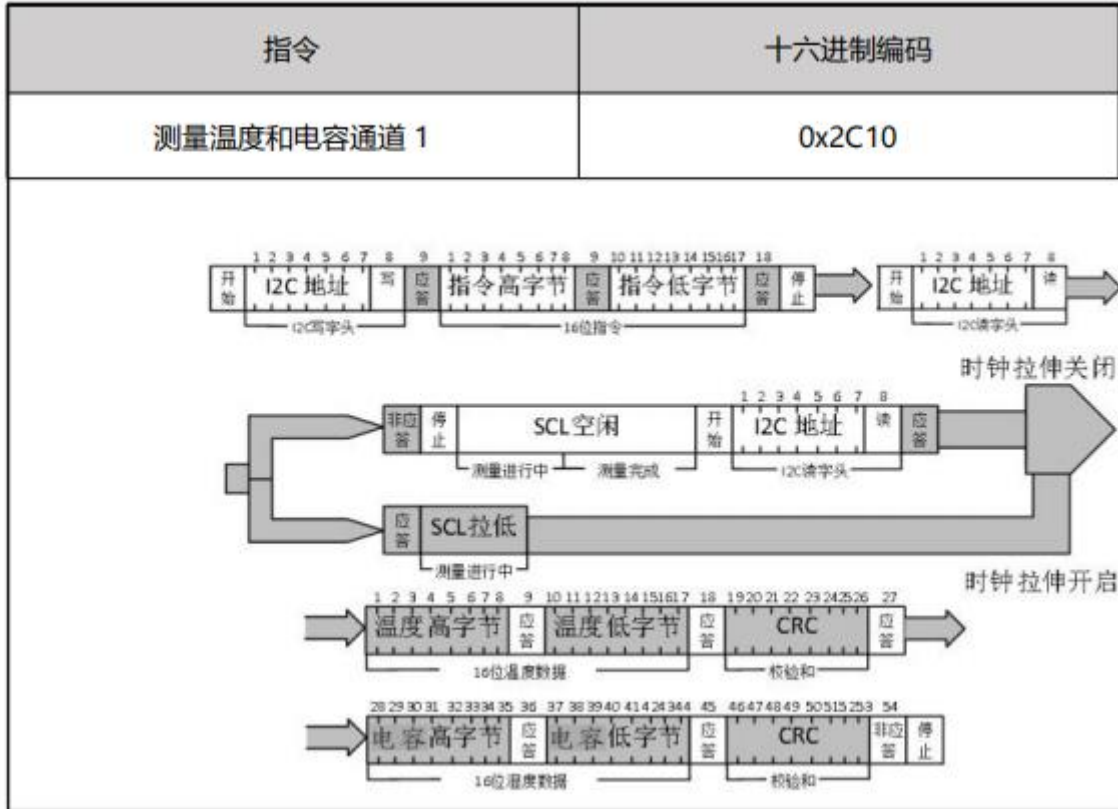 指令 十六进制编码
测量温度和电容通道 1 0x2C10
1 2 3 4 5 6 7 8 9 1 2 3 4 5 6 7 8 9 10 11 12 13 14 15 16 17 18 1 2 3 4 5 6 7 8
开始 I2C 地址 写 应答 指令高字节 应答 指令低字节 应答 停止 开始 I2C 地址 读
I2C写字头 16位指令 I2C读字头
时钟拉伸关闭
1 2 3 4 5 6 7 8
非应答 停止 SCL空闲 开始 I2C 地址 读 应答
测量进行中 测量完成 I2C读字头
应答 SCL拉低
测量进行中
时钟拉伸开启
1 2 3 4 5 6 7 8 9 10 11 12 13 14 15 16 17 18 19 20 21 22 23 24 25 26 27
温度高字节 应答 温度低字节 应答 CRC 应答
16位温度数据 校验和
28 29 30 31 32 33 34 35 36 37 38 39 40 41 4 24 34 4 45 46 47 48 49 50 51 5 25 3 54
电容高字节 应答 电容低字节 应答 CRC 非应答 停止
16位湿度数据 校验和